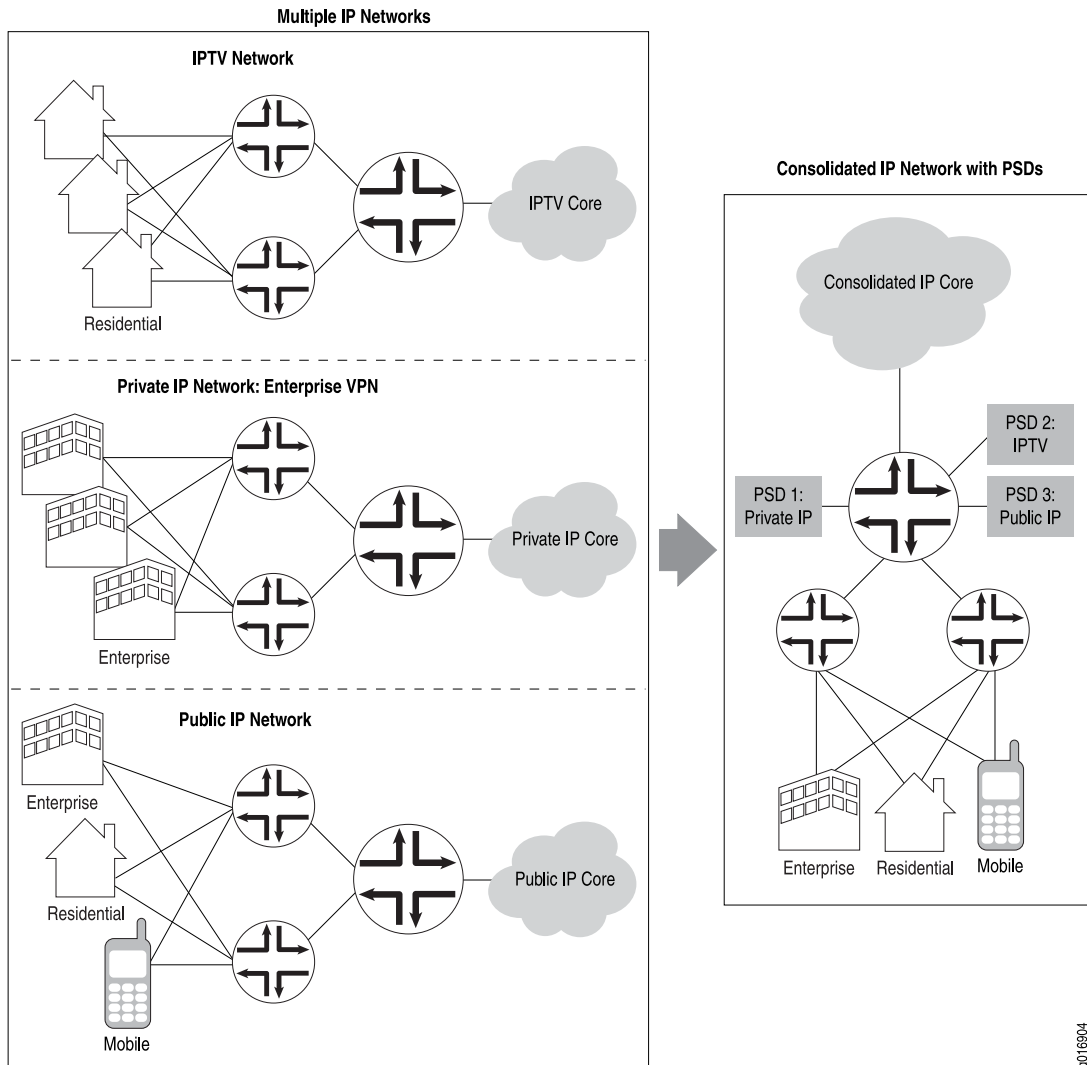 Multiple IP Networks
IPTV Network
IPTV Core
Residential
Private IP Network: Enterprise VPN
Private IP Core
Enterprise
Public IP Network
Enterprise
Residential
Public IP Core
Mobile
Consolidated IP Network with PSDs
Consolidated IP Core
PSD 2:
IPTV
PSD 1:
Private IP
PSD 3:
Public IP
Enterprise
Residential
Mobile
g016904